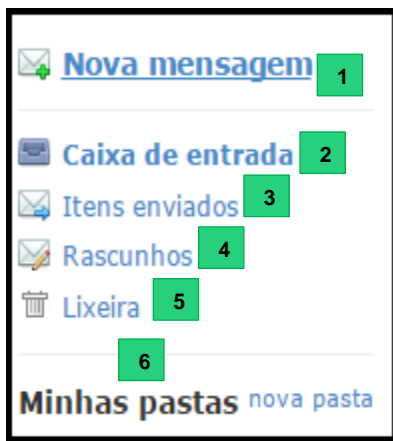 Nova mensagem 1
Caixa de entrada 2
Itens enviados 3
Rascunhos 4
Lixeira 5
6
Minhas pastas nova pasta